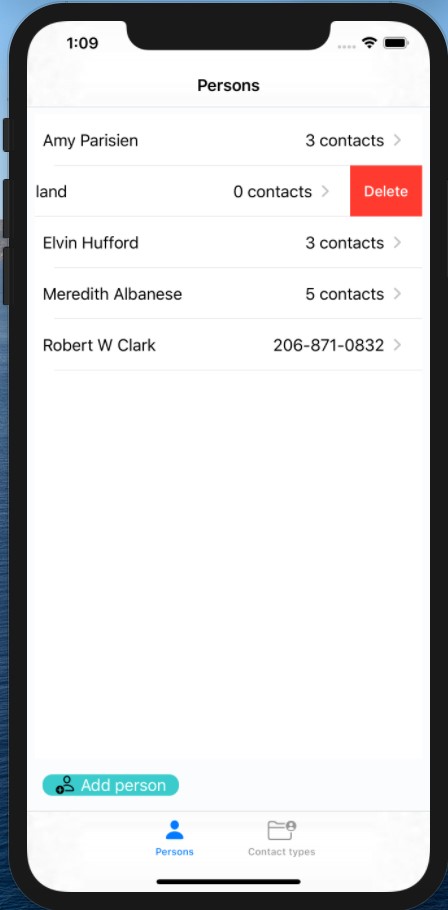 1:09
Persons
Amy Parisien 3 contacts
land 0 contacts Delete
Elvin Hufford 3 contacts
Meredith Albanese 5 contacts
Robert W Clark 206-871-0832
Add person
Persons Contact types